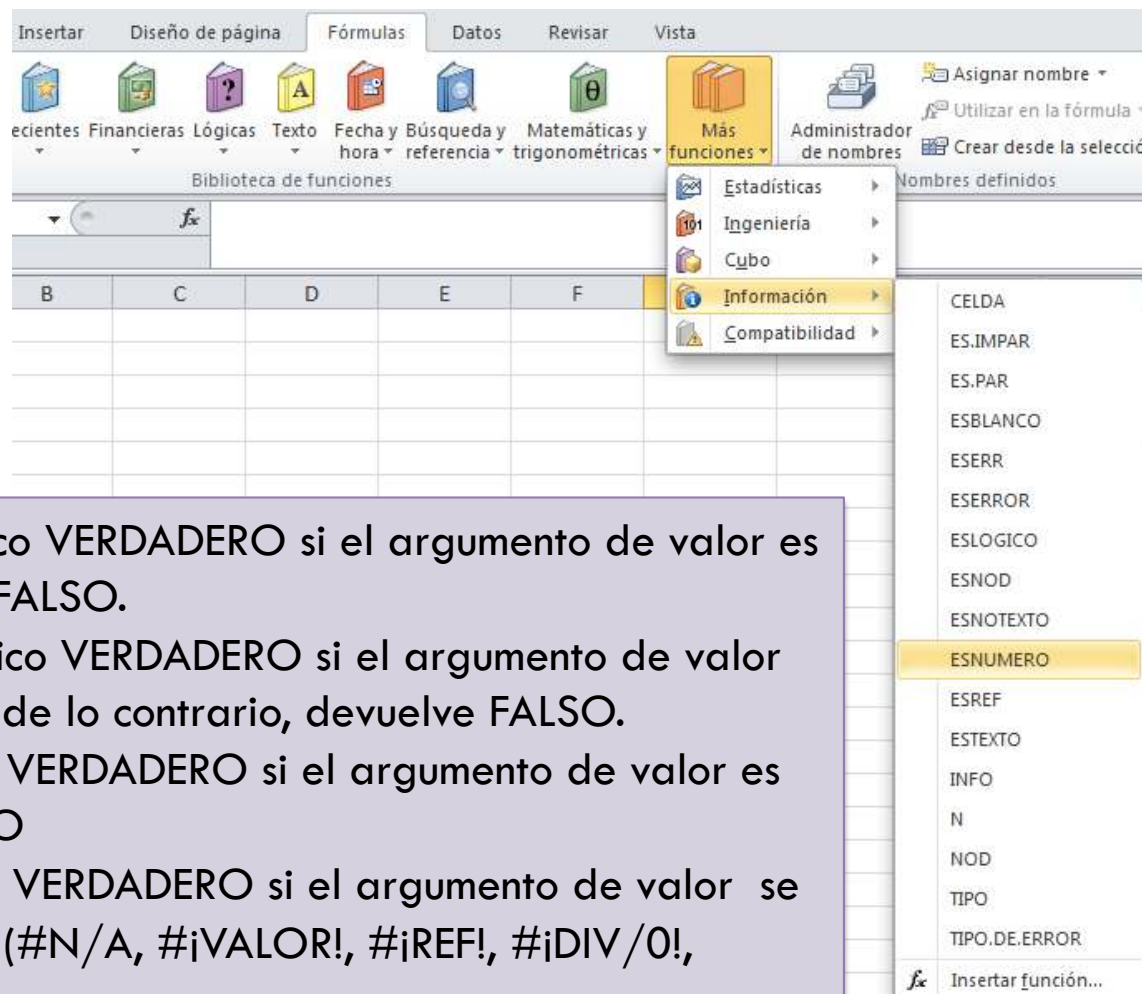 Insertar Diseño de página Fórmulas Datos Revisar Vista
ecientes Financieras Lógicas Texto Fecha y hora Búsqueda y referencia Matemáticas y trigonométricas Más funciones Administrador de nombres
Asignar nombre
Utilizar en la fórmula
Crear desde la selecció
Biblioteca de funciones
Nombres definidos
fx
Estadísticas
Ingeniería
Cubo
Información
Compatibilidad
B C D E F
CELDA
ES.IMPAR
ES.PAR
ESBLANCO
ESERR
ESERROR
ESLOGICO
ESNOD
ESNOTEXTO
ESNUMERO
ESREF
ESTEXTO
INFO
N
NOD
TIPO
TIPO.DE.ERROR
fx Insertar función...
co VERDADERO si el argumento de valor es
FALSO.
ico VERDADERO si el argumento de valor
de lo contrario, devuelve FALSO.
VERDADERO si el argumento de valor es
O
VERDADERO si el argumento de valor se
(#N/A, #¡VALOR!, #¡REF!, #¡DIV/0!,